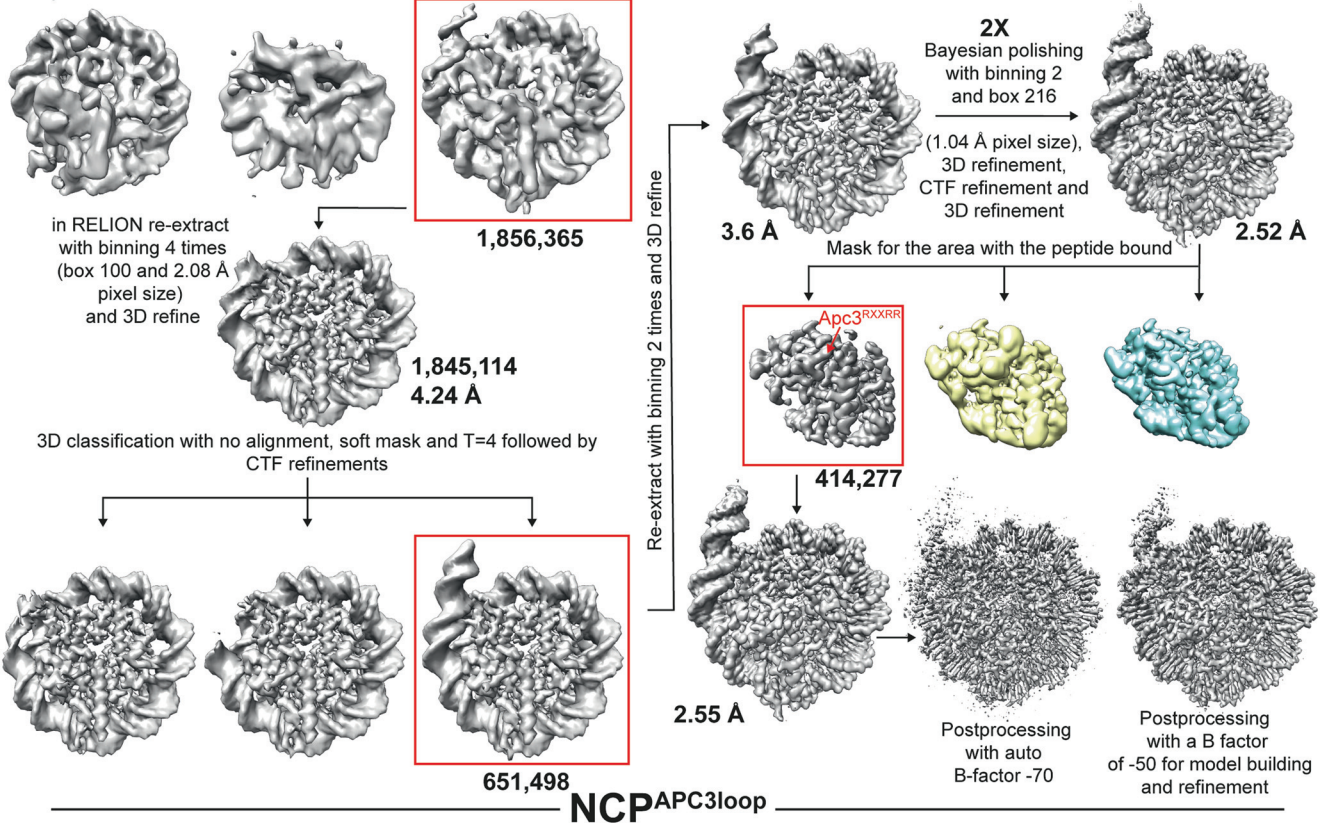 1,856,365
in RELION re-extract
with binning 4 times
(box 100 and 2.08 Å
pixel size)
and 3D refine
1,845,114
4.24 Å
3D classification with no alignment, soft mask and T=4 followed by
CTF refinements
651,498
Re-extract with binning 2 times and 3D refine
3.6 Å
2X
Bayesian polishing
with binning 2
and box 216
(1.04 Å pixel size),
3D refinement,
CTF refinement and
3D refinement
2.52 Å
Mask for the area with the peptide bound
Apc3RXXRR
414,277
2.55 Å
Postprocessing
with auto
B-factor -70
Postprocessing
with a B factor
of -50 for model building
and refinement
NCPAPC3loop